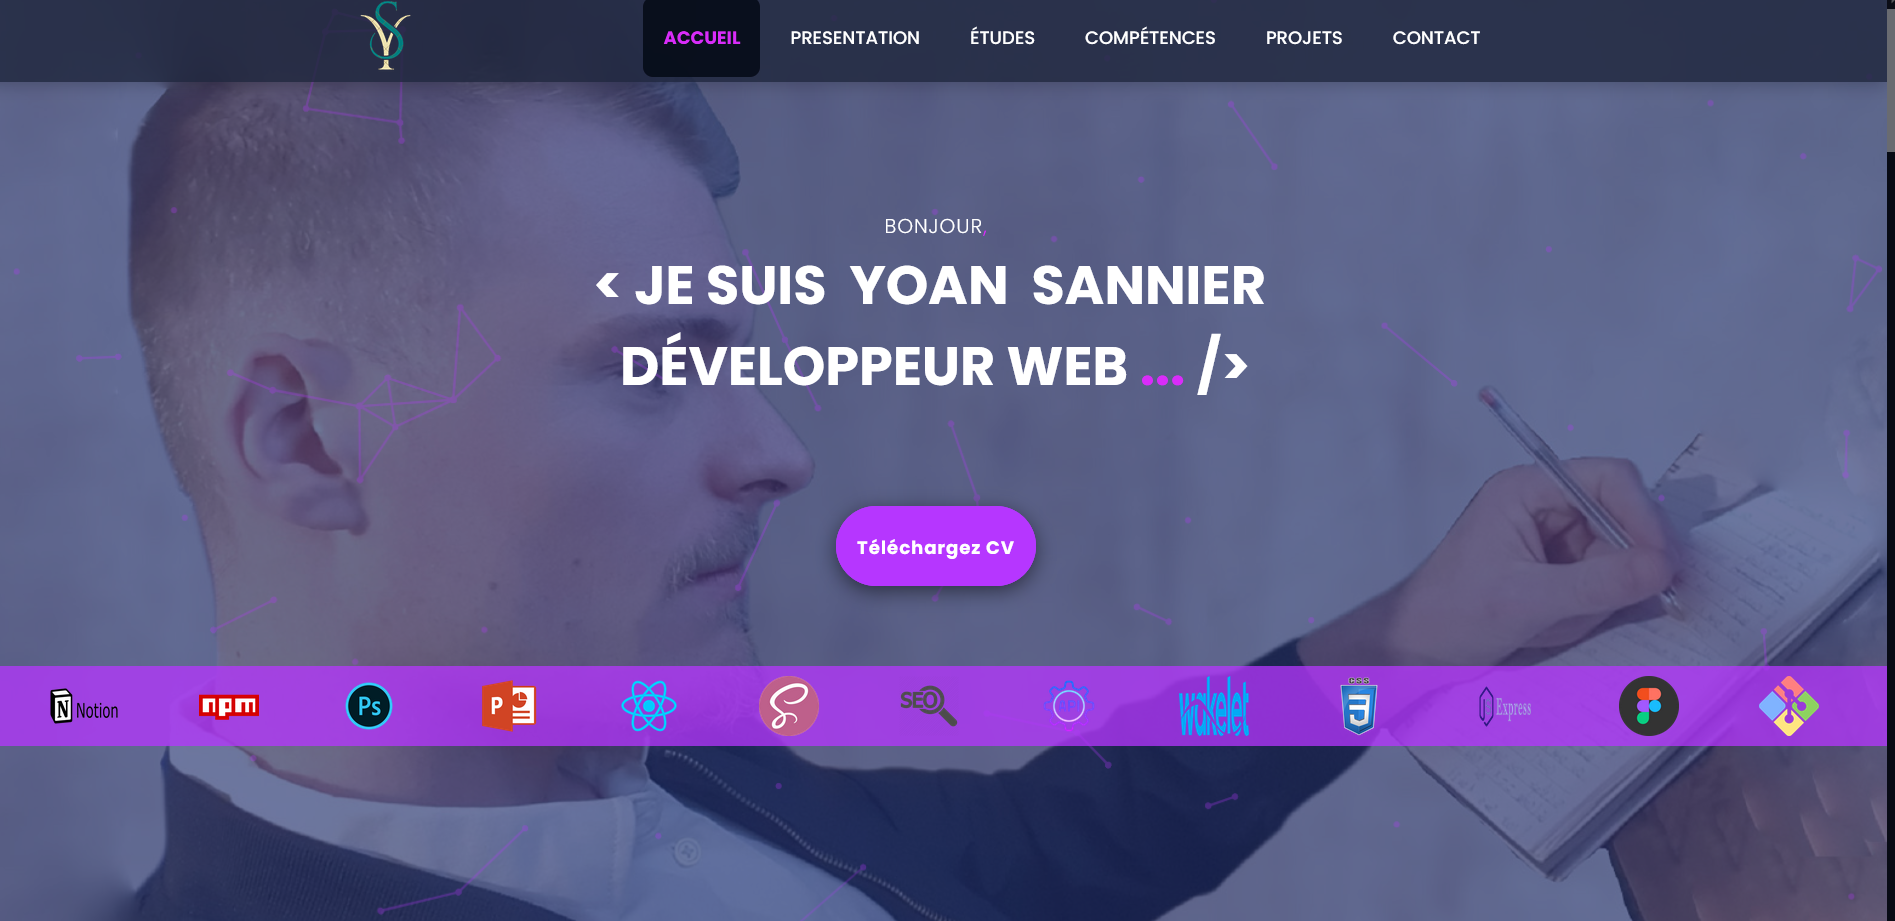 SY
ACCUEIL PRESENTATION ÉTUDES COMPÉTENCES PROJETS CONTACT
BONJOUR,
< JE SUIS YOAN SANNIER
DÉVELOPPEUR WEB ... />
Téléchargez CV
N Notion npm Ps P SEO API wakelet CSS 3 Express